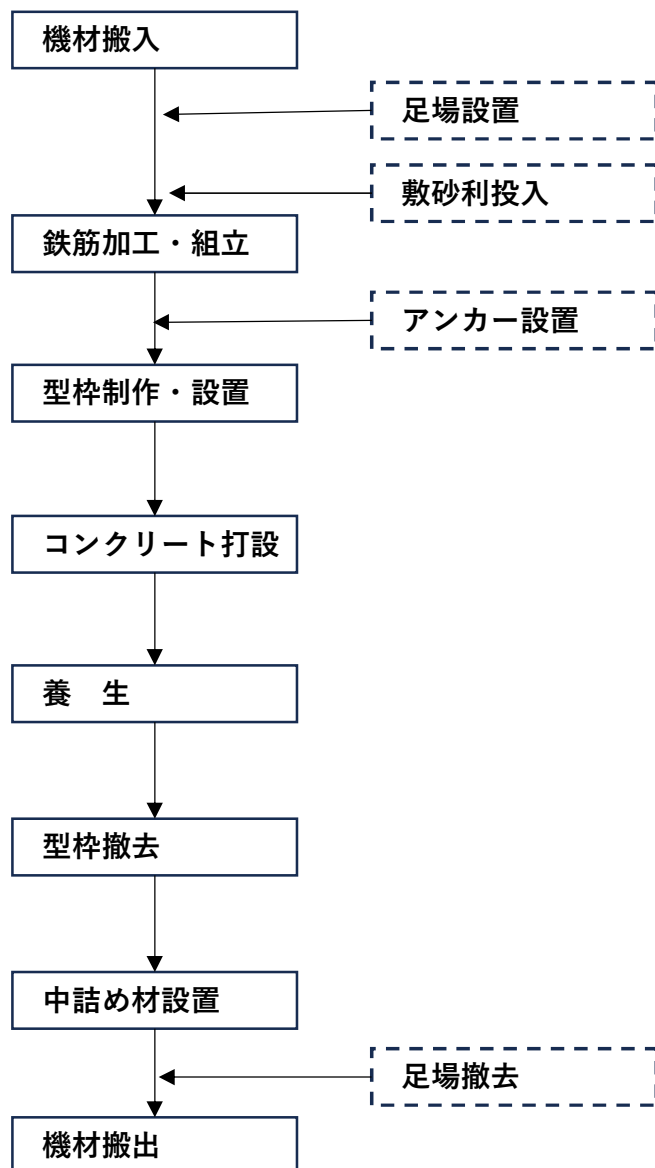 機材搬入
足場設置
敷砂利投入
鉄筋加工・組立
アンカー設置
型枠制作・設置
コンクリート打設
養　生
型枠撤去
中詰め材設置
足場撤去
機材搬出